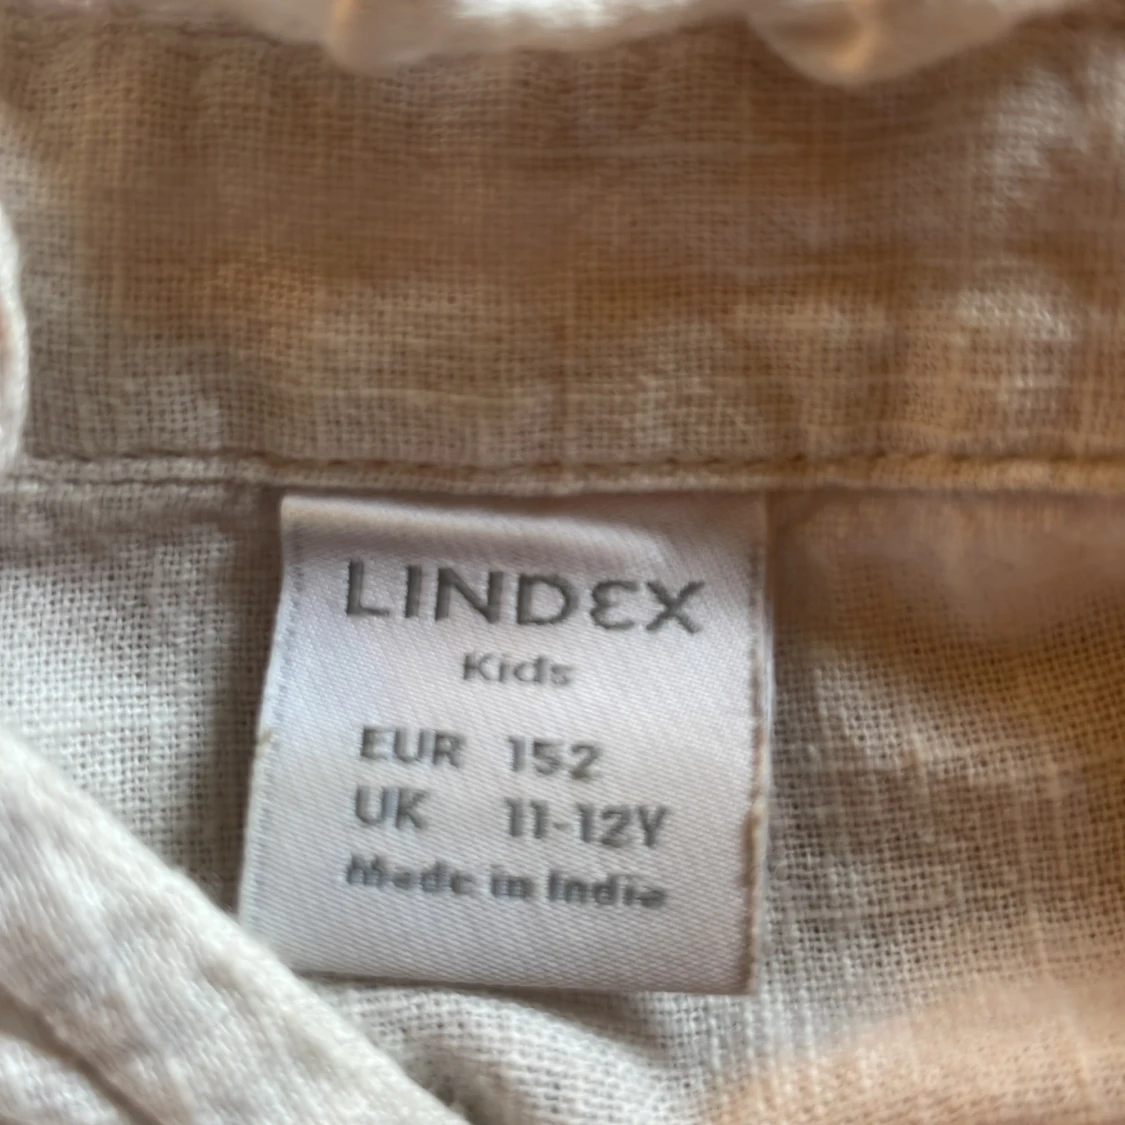 LINDEX
Kids
EUR 152
UK 11-12Y
Made in India